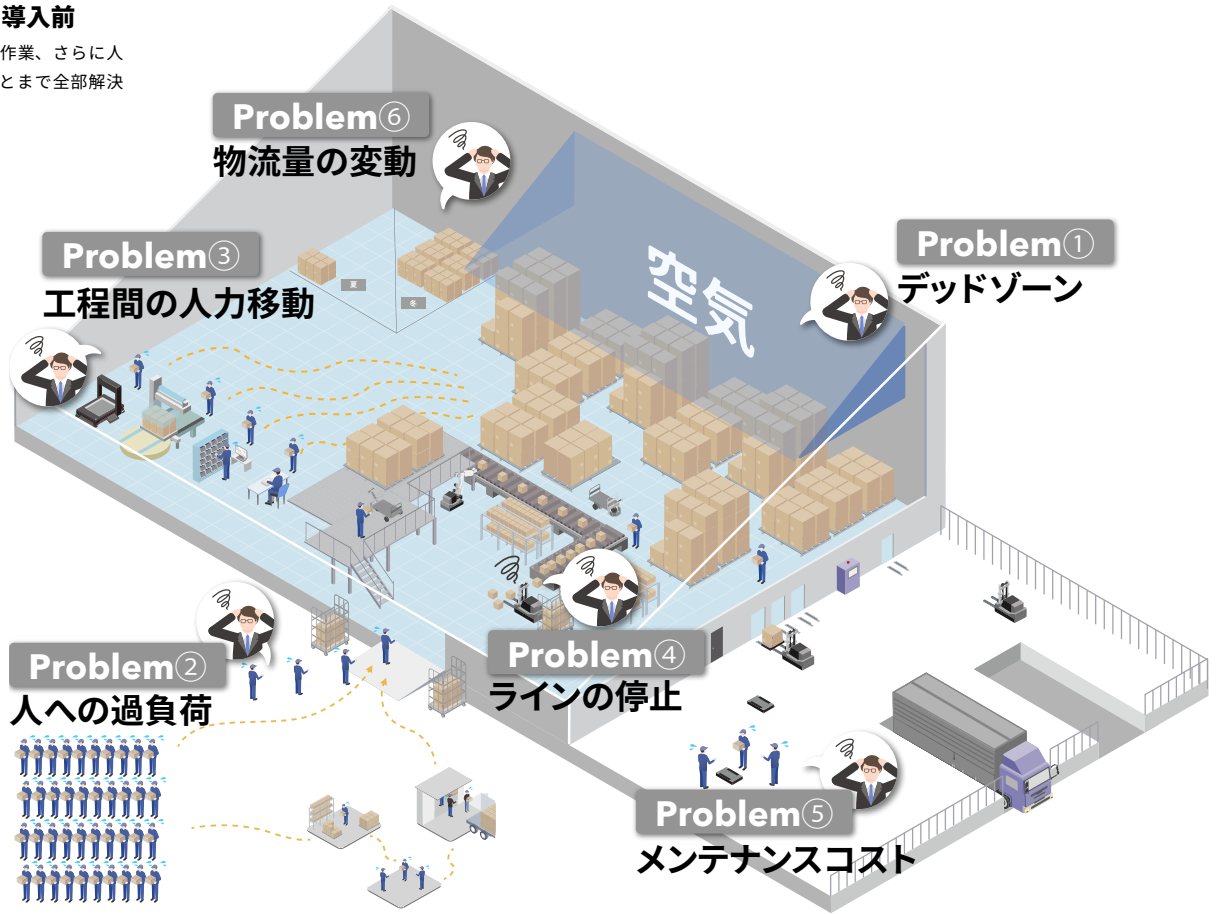 導入前
作業、さらに人
とまで全部解決
Problem⑥
物流量の変動
Problem①
デッドゾーン
Problem③
工程間の人力移動
夏
冬
空気
Problem②
人への過負荷
Problem④
ラインの停止
Problem⑤
メンテナンスコスト